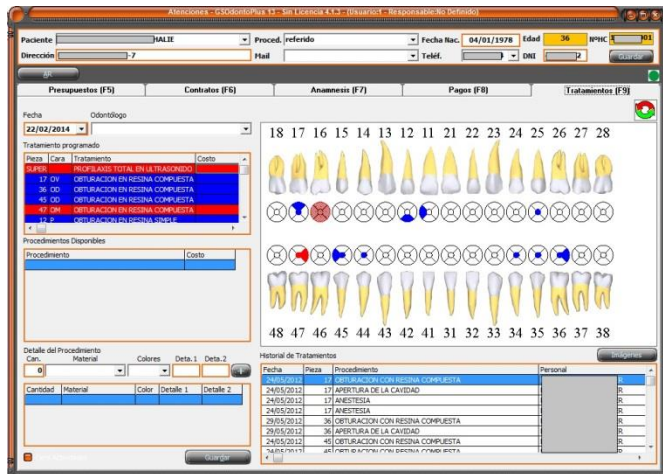 Atenciones - GSOdontoPlus 13 - Sin Licencia 4.1.3 - (Usuario:1 - Responsable:No Definido)
Paciente HALIE Proced. referido Fecha Nac. 04/01/1978 Edad 36 NºHC 01
Dirección -7 Mail Teléf. DNI 2 Guardar
Presupuestos (F5) Contratos (F6) Anamnesis (F7) Pagos (F8) Tratamientos (F9)
Fecha Odontólogo
22/02/2014
Tratamiento programado
Pieza Cara Tratamiento Costo
SUPER PROFILAXIS TOTAL EN ULTRASONIDO
17 OV OBTURACION EN RESINA COMPUESTA
36 OD OBTURACION EN RESINA COMPUESTA
45 OD OBTURACION EN RESINA COMPUESTA
47 OM OBTURACION EN RESINA COMPUESTA
12 P OBTURACION EN RESINA SIMPLE
Procedimientos Disponibles
Procedimiento Costo
Detalle del Procedimiento
Can. Material Colores Deta.1 Deta.2
0 +
Cantidad Material Color Detalle 1 Detalle 2
Guardar
18 17 16 15 14 13 12 11 21 22 23 24 25 26 27 28
48 47 46 45 44 43 42 41 31 32 33 34 35 36 37 38
Historial de Tratamientos Imágenes
Fecha Pieza Procedimiento Personal
24/05/2012 17 OBTURACION CON RESINA COMPUESTA R
24/05/2012 17 APERTURA DE LA CAVIDAD R
24/05/2012 17 ANESTESIA R
24/05/2012 17 ANESTESIA R
29/05/2012 36 OBTURACION CON RESINA COMPUESTA R
29/05/2012 36 APERTURA DE LA CAVIDAD R
24/05/2012 45 OBTURACION CON RESINA COMPUESTA R
24/05/2012 45 OBTURACION CON RESINA COMPUESTA R